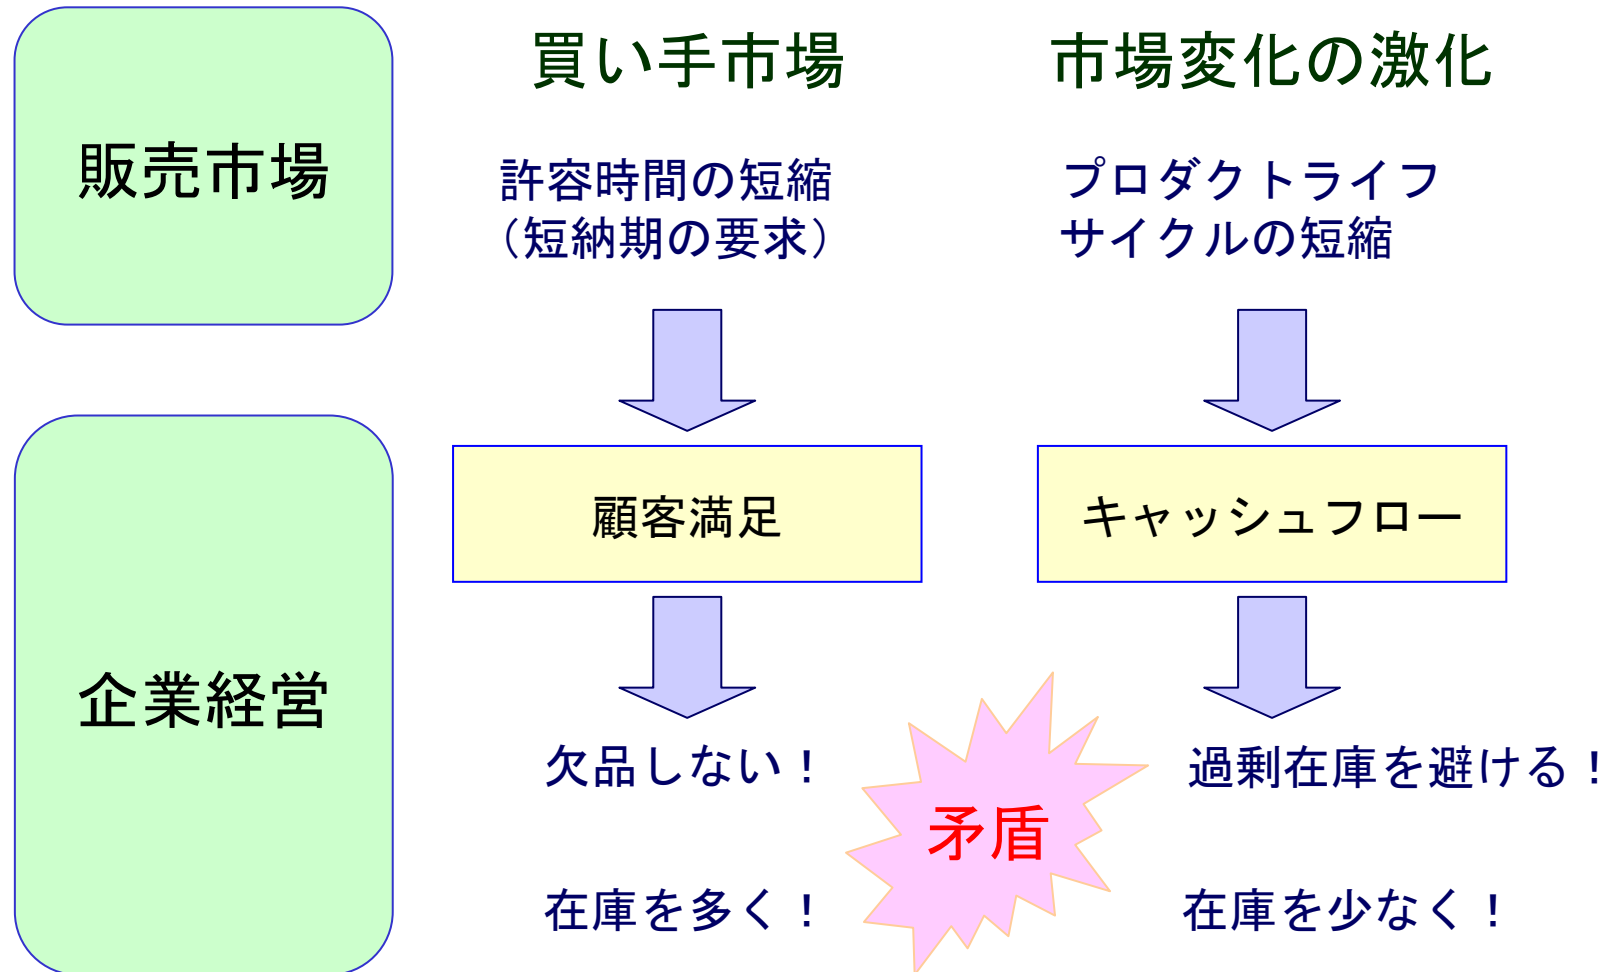 販売市場
買い手市場
市場変化の激化
許容時間の短縮
（短納期の要求）
プロダクトライフ
サイクルの短縮
企業経営
顧客満足
キャッシュフロー
欠品しない！
過剰在庫を避ける！
矛盾
在庫を多く！
在庫を少なく！